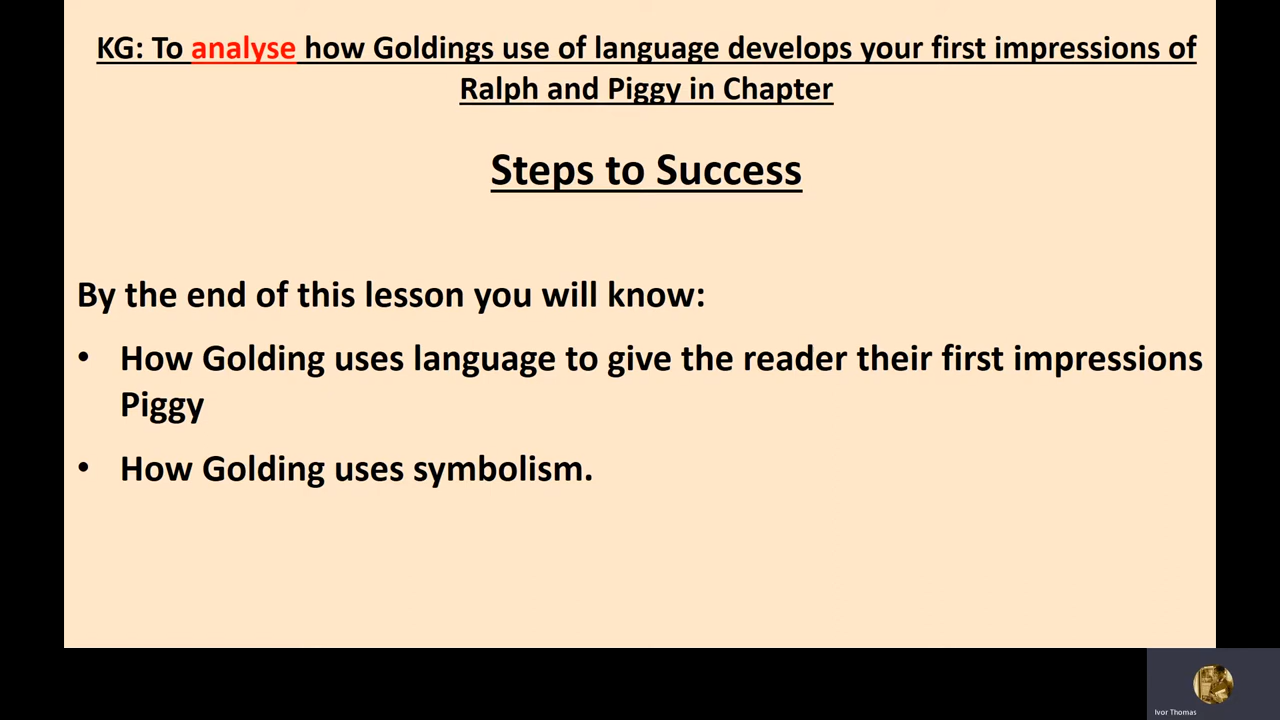 KG: To analyse how Goldings use of language develops your first impressions of
Ralph and Piggy in Chapter
Steps to Success
By the end of this lesson you will know:
• How Golding uses language to give the reader their first impressions
Piggy
• How Golding uses symbolism.
Ivor Thomas